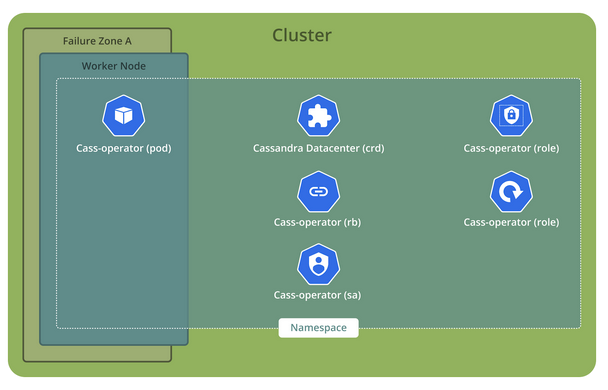 Cluster
Failure Zone A
Worker Node
Cass-operator (pod)
Cassandra Datacenter (crd)
Cass-operator (role)
Cass-operator (rb)
Cass-operator (role)
Cass-operator (sa)
Namespace